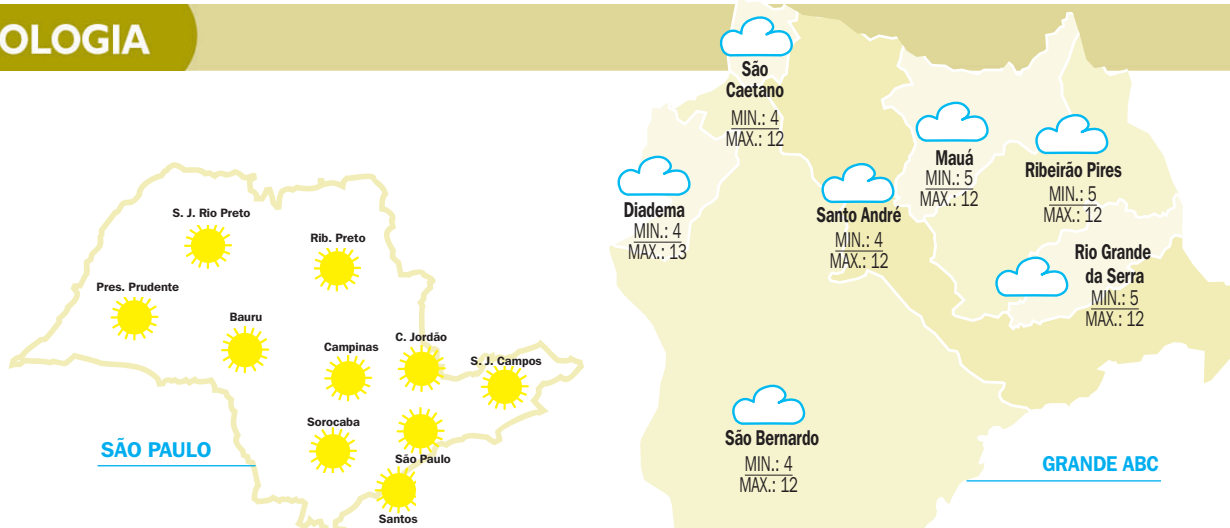 OLOGIA
S. J. Rio Preto
Rib. Preto
Pres. Prudente
Bauru
Campinas
C. Jordão
S. J. Campos
Sorocaba
São Paulo
Santos
SÃO PAULO
São
Caetano
MIN.: 4
MAX.: 12
Mauá
MIN.: 5
MAX.: 12
Ribeirão Pires
MIN.: 5
MAX.: 12
Diadema
MIN.: 4
MAX.: 13
Santo André
MIN.: 4
MAX.: 12
Rio Grande
da Serra
MIN.: 5
MAX.: 12
São Bernardo
MIN.: 4
MAX.: 12
GRANDE ABC